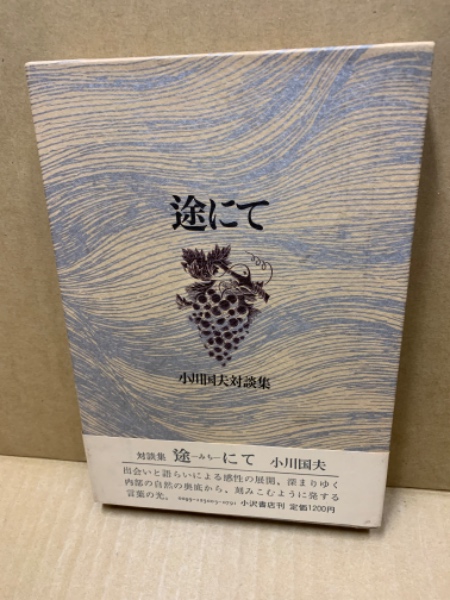 途にて
小川国夫対談集
対談集 途―みち―にて 小川国夫
出会いと語らいによる感性の展開、深まりゆく
内部の自然の奥底から、刻みこむように発する
言葉の光。 小沢書店刊 定価1200円